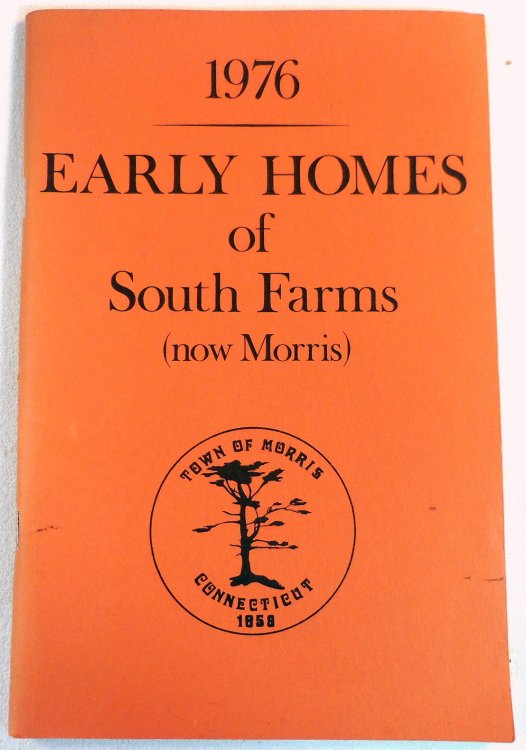 1976
EARLY HOMES
of
South Farms
(now Morris)
TOWN OF MORRIS
CONNECTICUT
1859